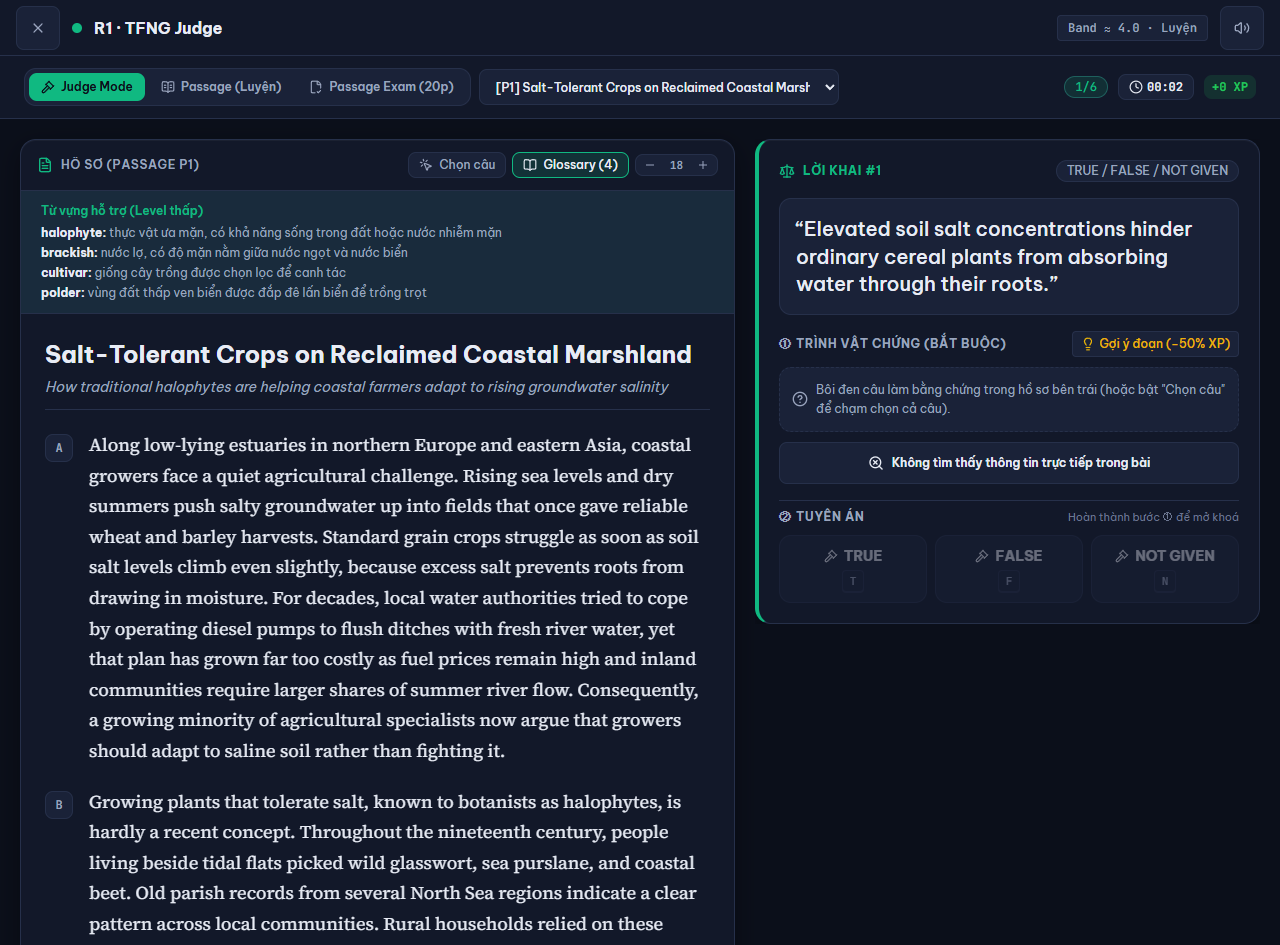 R1 · TFNG Judge
Band ≈ 4.0 · Luyện
Judge Mode
Passage (Luyện)
Passage Exam (20p)
[P1] Salt-Tolerant Crops on Reclaimed Coastal Marsh
1/6
00:02
+0 XP
HỒ SƠ (PASSAGE P1)
Chọn câu
Glossary (4)
− 18 +
Từ vựng hỗ trợ (Level thấp)
halophyte: thực vật ưa mặn, có khả năng sống trong đất hoặc nước nhiễm mặn
brackish: nước lợ, có độ mặn nằm giữa nước ngọt và nước biển
cultivar: giống cây trồng được chọn lọc để canh tác
polder: vùng đất thấp ven biển được đắp đê lấn biển để trồng trọt
Salt-Tolerant Crops on Reclaimed Coastal Marshland
How traditional halophytes are helping coastal farmers adapt to rising groundwater salinity
A
Along low-lying estuaries in northern Europe and eastern Asia, coastal
growers face a quiet agricultural challenge. Rising sea levels and dry
summers push salty groundwater up into fields that once gave reliable
wheat and barley harvests. Standard grain crops struggle as soon as soil
salt levels climb even slightly, because excess salt prevents roots from
drawing in moisture. For decades, local water authorities tried to cope
by operating diesel pumps to flush ditches with fresh river water, yet
that plan has grown far too costly as fuel prices remain high and inland
communities require larger shares of summer river flow. Consequently,
a growing minority of agricultural specialists now argue that growers
should adapt to saline soil rather than fighting it.
B
Growing plants that tolerate salt, known to botanists as halophytes, is
hardly a recent concept. Throughout the nineteenth century, people
living beside tidal flats picked wild glasswort, sea purslane, and coastal
beet. Old parish records from several North Sea regions indicate a clear
pattern across local communities. Rural households relied on these
LỜI KHAI #1
TRUE / FALSE / NOT GIVEN
“Elevated soil salt concentrations hinder
ordinary cereal plants from absorbing
water through their roots.”
① TRÌNH VẬT CHỨNG (BẮT BUỘC)
Gợi ý đoạn (−50% XP)
Bôi đen câu làm bằng chứng trong hồ sơ bên trái (hoặc bật "Chọn câu"
để chạm chọn cả câu).
Không tìm thấy thông tin trực tiếp trong bài
② TUYÊN ÁN
Hoàn thành bước ① để mở khoá
TRUE
T
FALSE
F
NOT GIVEN
N